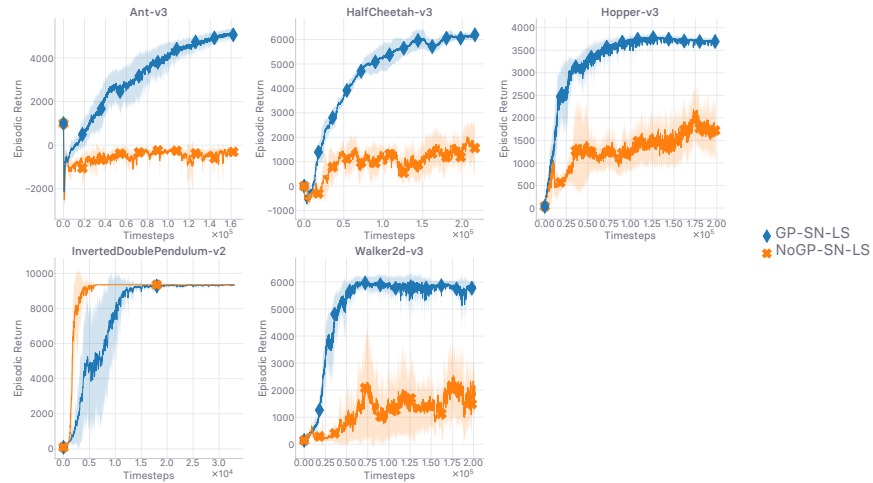 Ant-v3
HalfCheetah-v3
Hopper-v3
Episodic Return
4000
2000
0
−2000
0.0 0.2 0.4 0.6 0.8 1.0 1.2 1.4 1.6
Timesteps
×10⁵
Episodic Return
6000
5000
4000
3000
2000
1000
0
−1000
0.0 0.5 1.0 1.5 2.0
Timesteps
×10⁵
Episodic Return
4000
3500
3000
2500
2000
1500
1000
500
0
0.00 0.25 0.50 0.75 1.00 1.25 1.50 1.75 2.00
Timesteps
×10⁵
GP-SN-LS
NoGP-SN-LS
InvertedDoublePendulum-v2
Walker2d-v3
Episodic Return
10000
8000
6000
4000
2000
0
0.0 0.5 1.0 1.5 2.0 2.5 3.0
Timesteps
×10⁴
Episodic Return
6000
5000
4000
3000
2000
1000
0
0.00 0.25 0.50 0.75 1.00 1.25 1.50 1.75 2.00
Timesteps
×10⁵